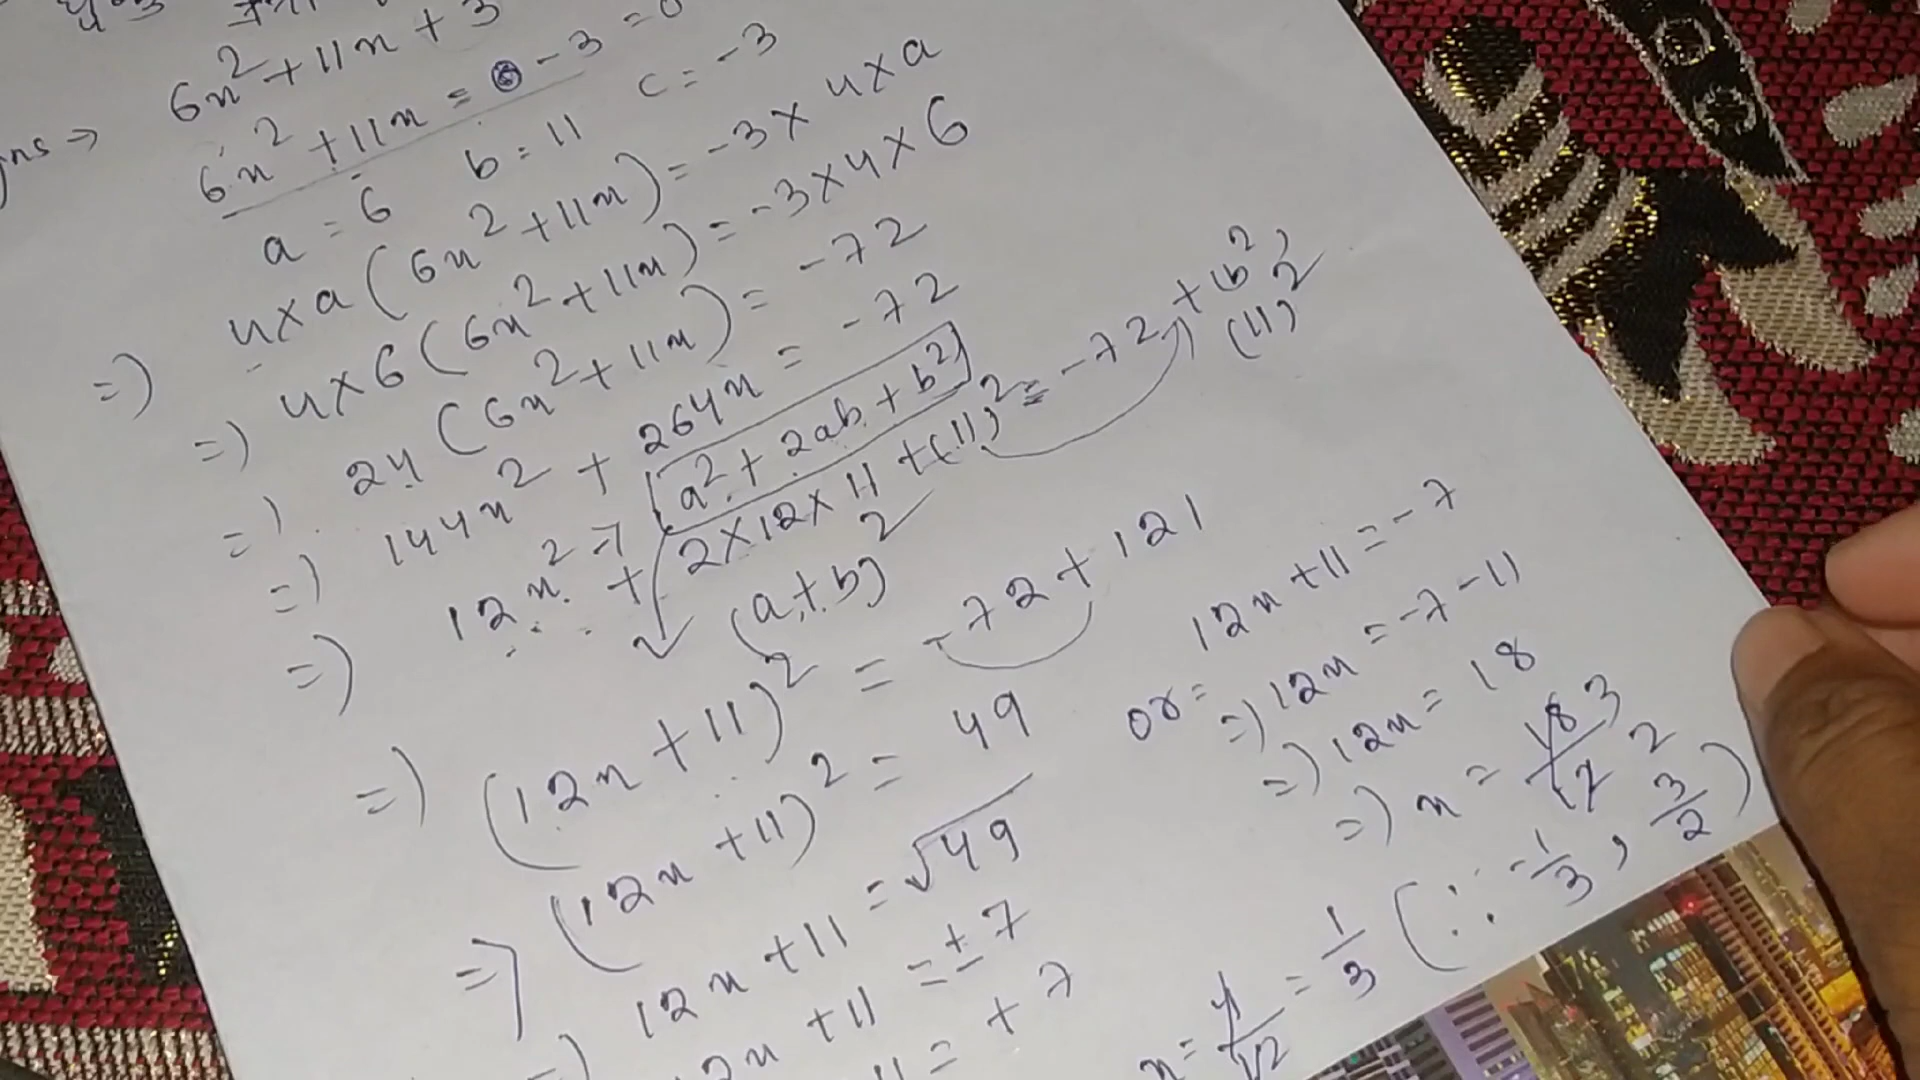 6x² + 11x + 3
Ans → 6x² + 11x = 0 - 3 = 0
a = 6 b = 11 c = -3
=) 4×a (6x² + 11x) = -3 × 4×a
=) 4×6 (6x² + 11x) = -3×4×6
=) 24 (6x² + 11x) = -72
=) 144x² + 264x = -72
a² + 2ab + b²
=) 12x² + 2×12×11 + (11)² = -72 + (b²)
(11)²
(a+b)²
=) (12x + 11)² = -72 + 121
(12x + 11)² = 49
=) 12x + 11 = √49
=) 12x + 11 = ±7
11 = +7
or = 12x + 11 = -7
=) 12x = -7 - 11
=) 12x = 18
=) x = 18/12 3/2
x = 4/12 = 1/3 (∵ -1/3, 3/2)